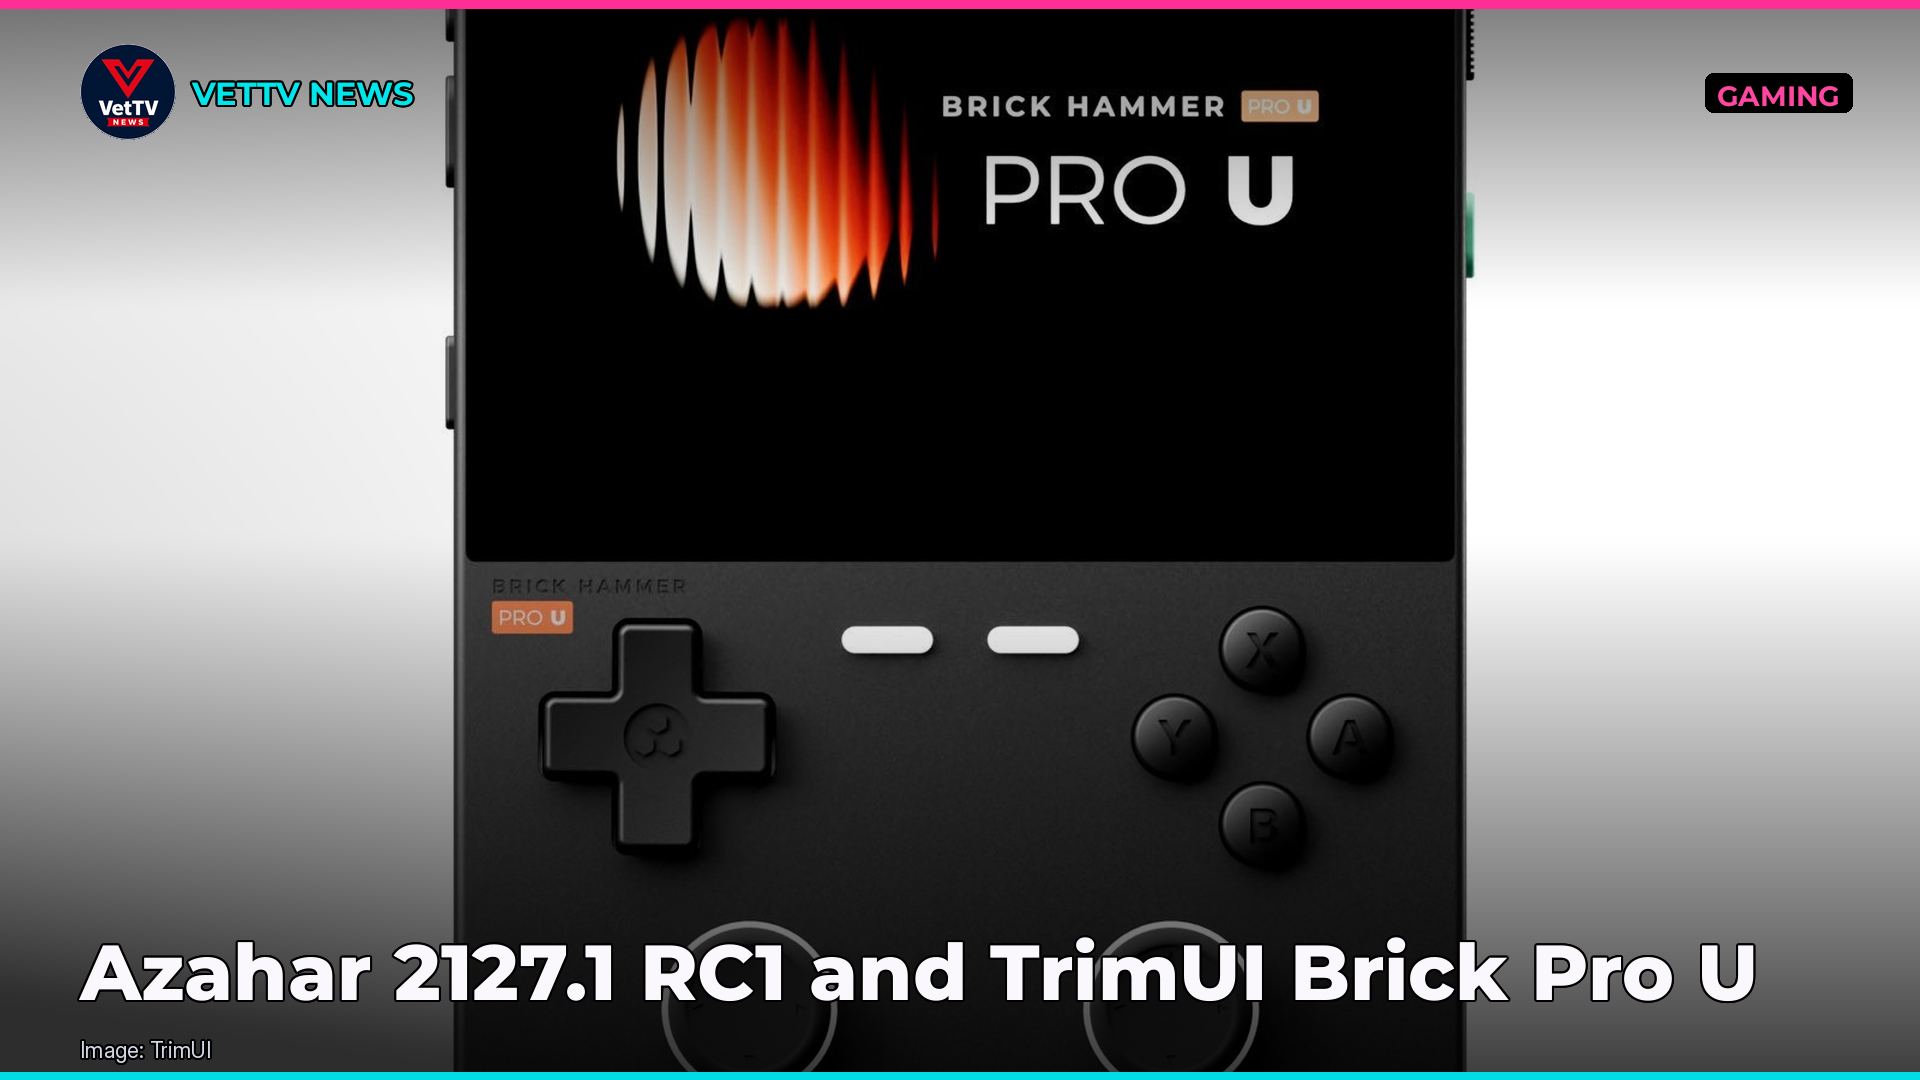 VetTV
NEWS
VETTV NEWS
GAMING
BRICK HAMMER PRO U
PRO U
BRICK HAMMER
PRO U
X
Y
A
B
Azahar 2127.1 RC1 and TrimUI Brick Pro U
Image: TrimUI